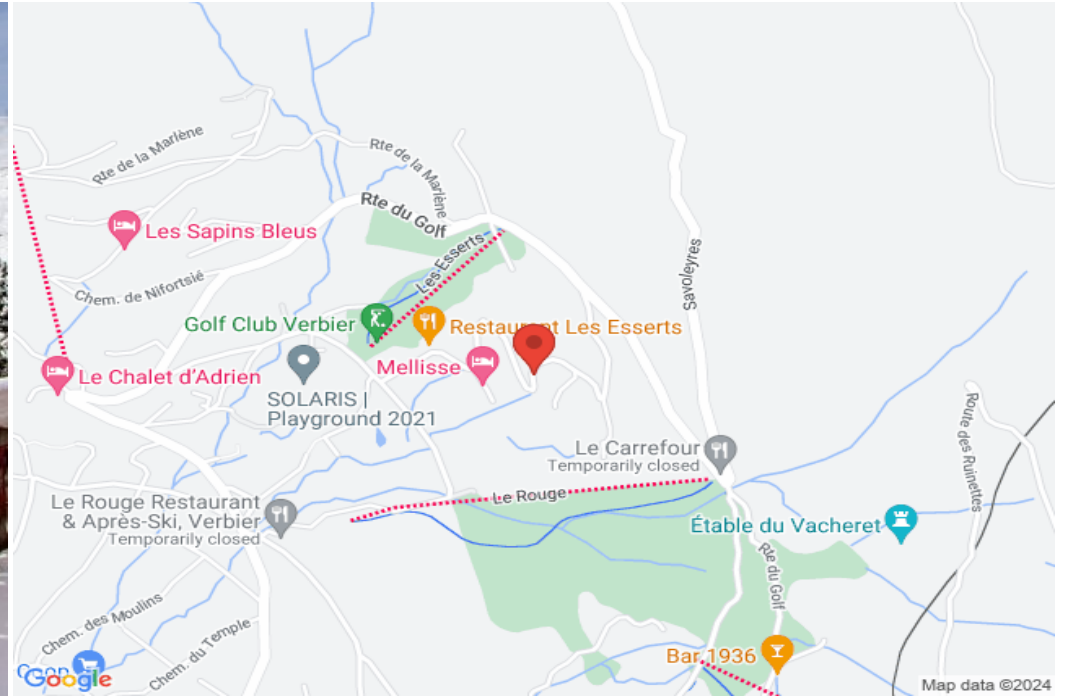 Rte de la Marlène
Rte de la Marlène
Rte du Golf
Les Sapins Bleus
Les Esserts
Savoleyres
Chem. de Nifortsié
Golf Club Verbier
Restaurant Les Esserts
Mellisse
Le Chalet d'Adrien
SOLARIS |
Playground 2021
Route des Ruinettes
Le Carrefour
Temporarily closed
Le Rouge
Le Rouge Restaurant
& Après-Ski, Verbier
Temporarily closed
Étable du Vacheret
Rte du Golf
Chem. des Moulins
Chem. du Temple
Bar 1936
Google
Map data ©2024